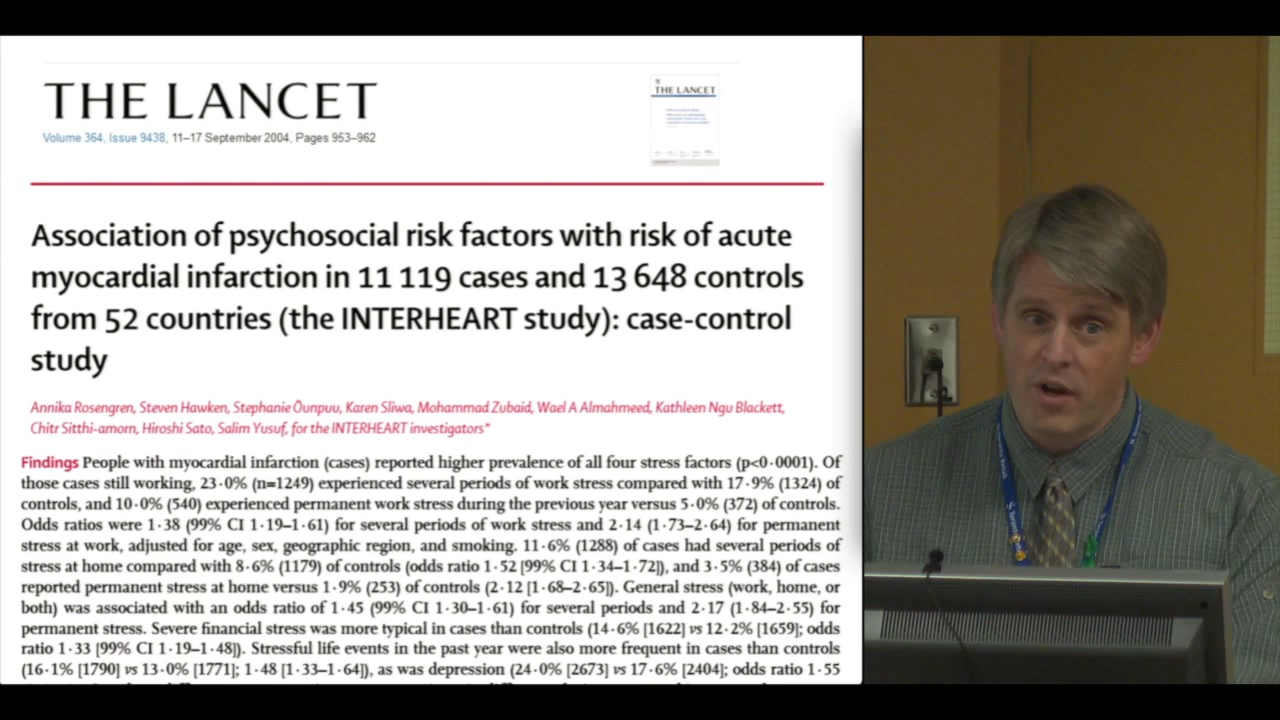 THE LANCET
Volume 364, Issue 9438, 11–17 September 2004, Pages 953–962
THE LANCET
Association of psychosocial risk factors with risk of acute
myocardial infarction in 11 119 cases and 13 648 controls
from 52 countries (the INTERHEART study): case-control
study
Annika Rosengren, Steven Hawken, Stephanie Ôunpuu, Karen Sliwa, Mohammad Zubaid, Wael A Almahmeed, Kathleen Ngu Blackett,
Chitr Sitthi-amorn, Hiroshi Sato, Salim Yusuf, for the INTERHEART investigators*
Findings People with myocardial infarction (cases) reported higher prevalence of all four stress factors (p<0·0001). Of
those cases still working, 23·0% (n=1249) experienced several periods of work stress compared with 17·9% (1324) of
controls, and 10·0% (540) experienced permanent work stress during the previous year versus 5·0% (372) of controls.
Odds ratios were 1·38 (99% CI 1·19–1·61) for several periods of work stress and 2·14 (1·73–2·64) for permanent
stress at work, adjusted for age, sex, geographic region, and smoking. 11·6% (1288) of cases had several periods of
stress at home compared with 8·6% (1179) of controls (odds ratio 1·52 [99% CI 1·34–1·72]), and 3·5% (384) of cases
reported permanent stress at home versus 1·9% (253) of controls (2·12 [1·68–2·65]). General stress (work, home, or
both) was associated with an odds ratio of 1·45 (99% CI 1·30–1·61) for several periods and 2·17 (1·84–2·55) for
permanent stress. Severe financial stress was more typical in cases than controls (14·6% [1622] vs 12·2% [1659]; odds
ratio 1·33 [99% CI 1·19–1·48]). Stressful life events in the past year were also more frequent in cases than controls
(16·1% [1790] vs 13·0% [1771]; 1·48 [1·33–1·64]), as was depression (24·0% [2673] vs 17·6% [2404]; odds ratio 1·55